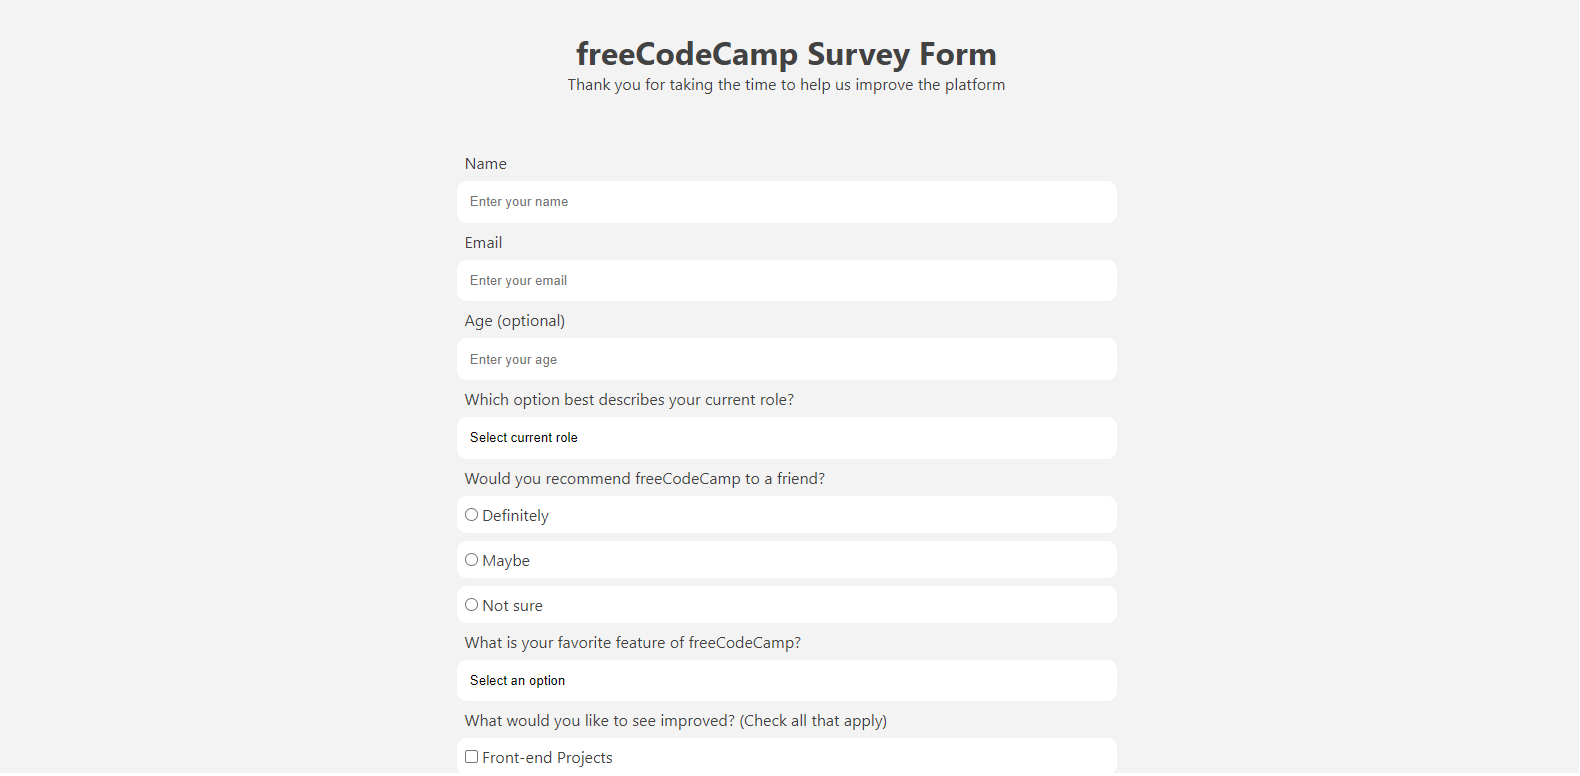 freeCodeCamp Survey Form
Thank you for taking the time to help us improve the platform
Name
Enter your name
Email
Enter your email
Age (optional)
Enter your age
Which option best describes your current role?
Select current role
Would you recommend freeCodeCamp to a friend?
Definitely
Maybe
Not sure
What is your favorite feature of freeCodeCamp?
Select an option
What would you like to see improved? (Check all that apply)
Front-end Projects